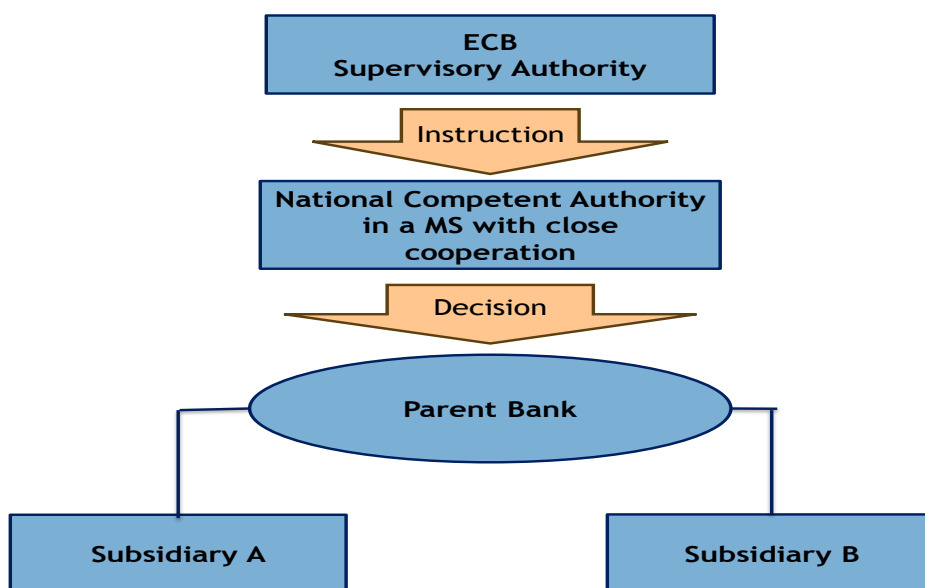 ECB
Supervisory Authority
Instruction
National Competent Authority
in a MS with close
cooperation
Decision
Parent Bank
Subsidiary A
Subsidiary B